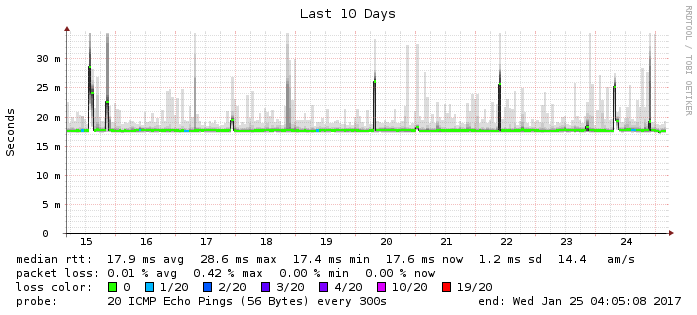 Last 10 Days
RRDTOOL / TOBI OETIKER
Seconds
30 m
25 m
20 m
15 m
10 m
5 m
0
15 16 17 18 19 20 21 22 23 24
median rtt: 17.9 ms avg 28.6 ms max 17.4 ms min 17.6 ms now 1.2 ms sd 14.4 am/s
packet loss: 0.01 % avg 0.42 % max 0.00 % min 0.00 % now
loss color: 0 1/20 2/20 3/20 4/20 10/20 19/20
probe: 20 ICMP Echo Pings (56 Bytes) every 300s end: Wed Jan 25 04:05:08 2017